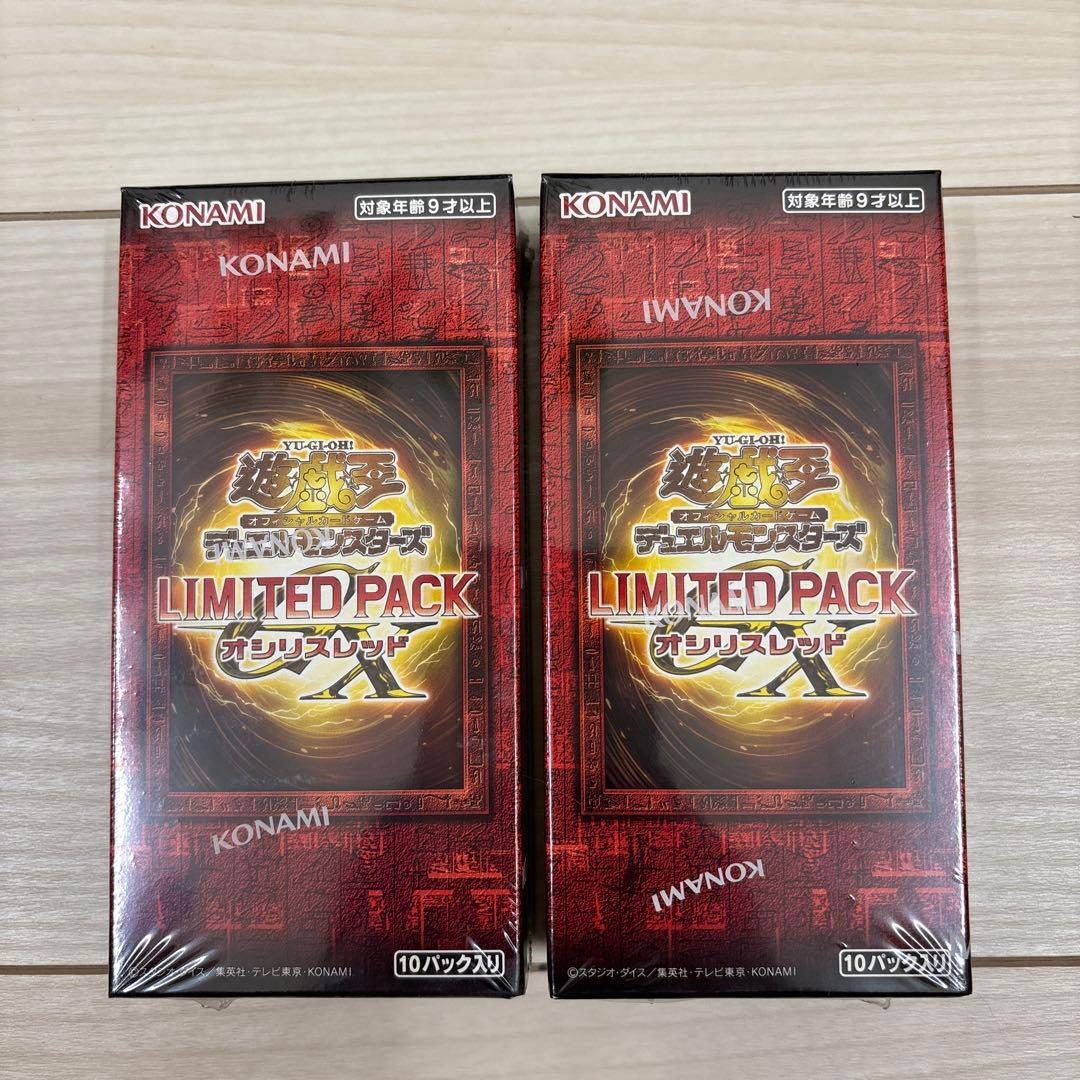 KONAMI
対象年齢9才以上
KONAMI
YU-GI-OH!
遊戯王
オフィシャルカードゲーム
デュエルモンスターズ
KONAMI
LIMITED PACK
GX
オシリスレッド
KONAMI
©スタジオ・ダイス／集英社・テレビ東京・KONAMI
10パック入り
KONAMI
対象年齢9才以上
KONAMI
YU-GI-OH!
遊戯王
オフィシャルカードゲーム
デュエルモンスターズ
LIMITED PACK
KONAMI
GX
オシリスレッド
KONAMI
©スタジオ・ダイス／集英社・テレビ東京・KONAMI
10パック入り